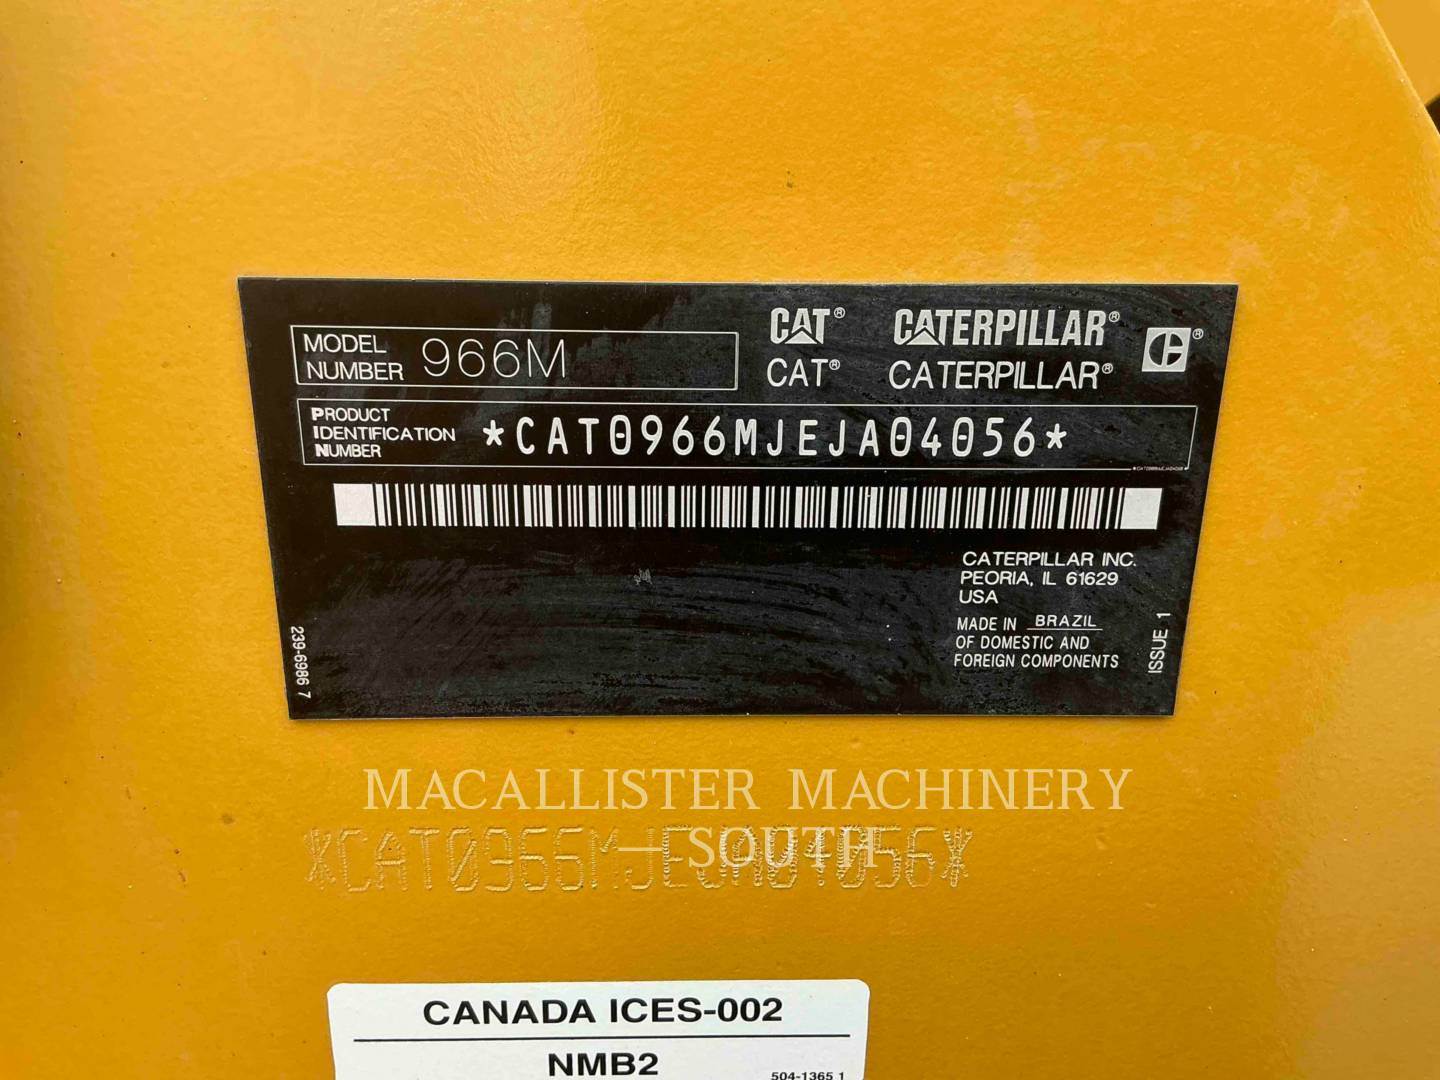 MODEL NUMBER 966M
CAT® CATERPILLAR® ®
CAT® CATERPILLAR®
PRODUCT IDENTIFICATION NUMBER *CAT0966MJEJA04056*
*CAT0966MJEJA04056*
CATERPILLAR INC.
PEORIA, IL 61629
USA
MADE IN BRAZIL
OF DOMESTIC AND
FOREIGN COMPONENTS
ISSUE 1
239-6986 7
MACALLISTER MACHINERY
— SOUTH
*CAT0966MJEJA04056*
CANADA ICES-002
NMB2
504-1365 1